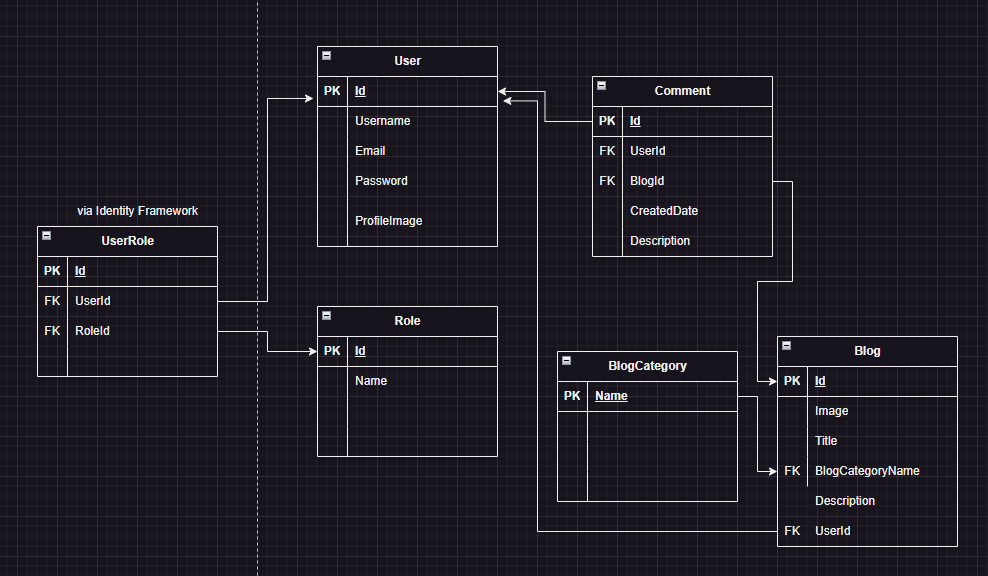 User
PK Id
Username
Email
Password
ProfileImage
Comment
PK Id
FK UserId
FK BlogId
CreatedDate
Description
via Identity Framework
UserRole
PK Id
FK UserId
FK RoleId
Role
PK Id
Name
BlogCategory
PK Name
Blog
PK Id
Image
Title
FK BlogCategoryName
Description
FK UserId